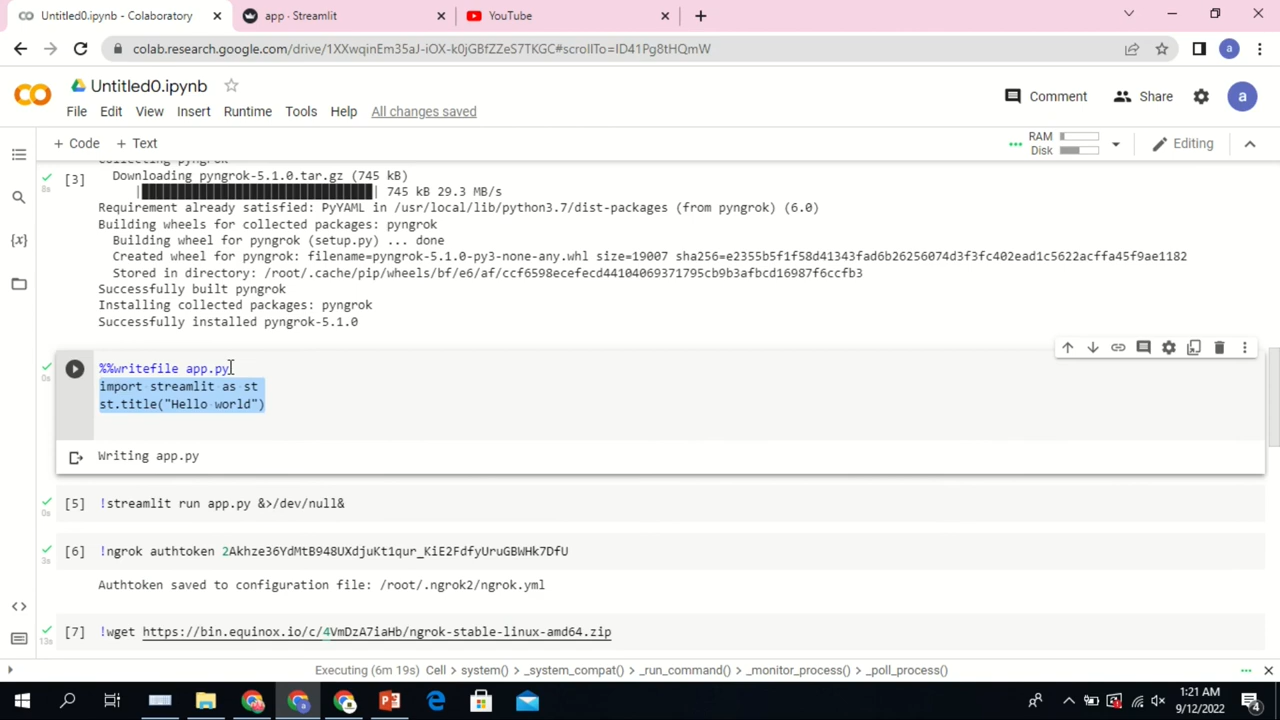 Untitled0.ipynb - Colaboratory
app · Streamlit
YouTube
colab.research.google.com/drive/1XXwqinEm35aJ-iOX-k0jGBfZZeS7TKGC#scrollTo=ID41Pg8tHQmW
a
Untitled0.ipynb
File Edit View Insert Runtime Tools Help All changes saved
Comment
Share
a
+ Code + Text
RAM
Disk
Editing
Collecting pyngrok
[3] Downloading pyngrok-5.1.0.tar.gz (745 kB)
8s
| 745 kB 29.3 MB/s
Requirement already satisfied: PyYAML in /usr/local/lib/python3.7/dist-packages (from pyngrok) (6.0)
Building wheels for collected packages: pyngrok
Building wheel for pyngrok (setup.py) ... done
Created wheel for pyngrok: filename=pyngrok-5.1.0-py3-none-any.whl size=19007 sha256=e2355b5f1f58d41343fad6b26256074d3f3fc402ead1c5622acffa45f9ae1182
Stored in directory: /root/.cache/pip/wheels/bf/e6/af/ccf6598ecefecd44104069371795cb9b3afbcd16987f6ccfb3
Successfully built pyngrok
Installing collected packages: pyngrok
Successfully installed pyngrok-5.1.0
%%writefile app.py
0s
import streamlit as st
st.title("Hello world")
Writing app.py
[5] !streamlit run app.py &>/dev/null&
0s
[6] !ngrok authtoken 2Akhze36YdMtB948UXdjuKt1qur_KiE2FdfyUruGBWHk7DfU
3s
Authtoken saved to configuration file: /root/.ngrok2/ngrok.yml
[7] !wget https://bin.equinox.io/c/4VmDzA7iaHb/ngrok-stable-linux-amd64.zip
13s
Executing (6m 19s) Cell > system() > _system_compat() > _run_command() > _monitor_process() > _poll_process()
1:21 AM
9/12/2022
4